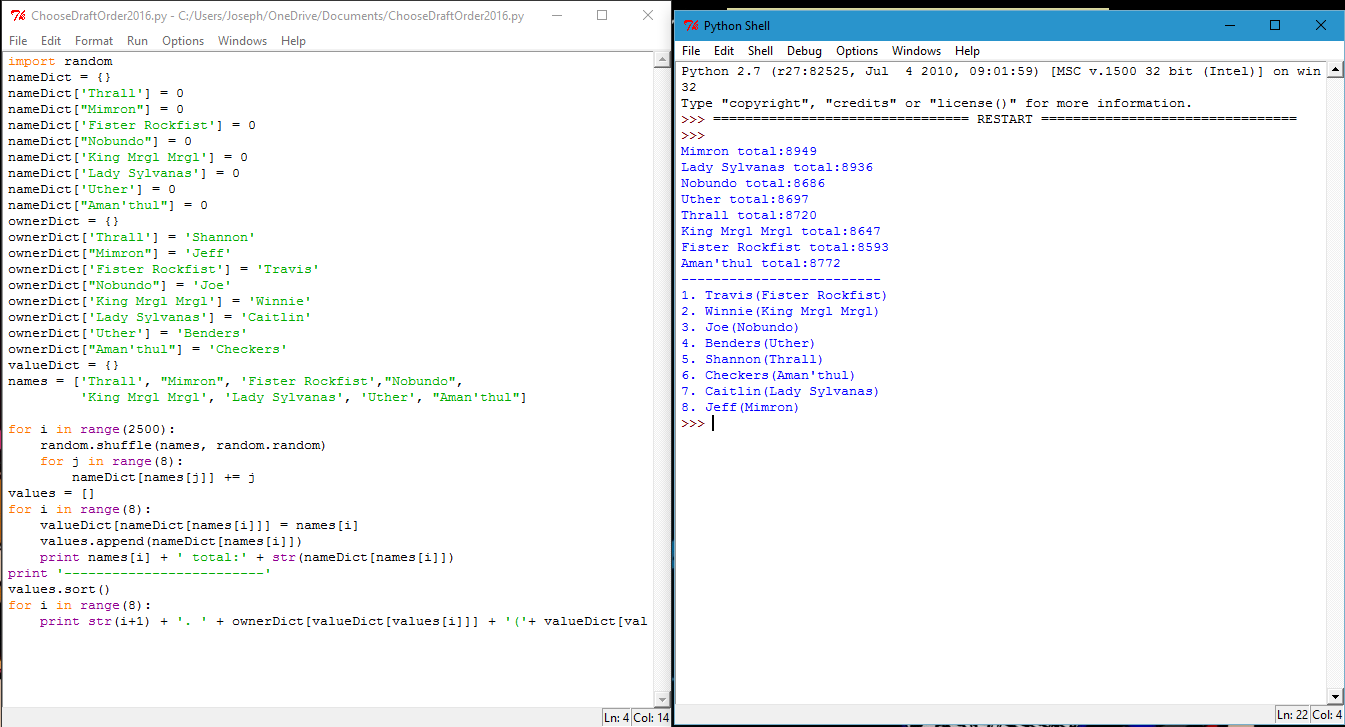 ChooseDraftOrder2016.py - C:/Users/Joseph/OneDrive/Documents/ChooseDraftOrder2016.py
File Edit Format Run Options Windows Help
import random
nameDict = {}
nameDict['Thrall'] = 0
nameDict["Mimron"] = 0
nameDict['Fister Rockfist'] = 0
nameDict["Nobundo"] = 0
nameDict['King Mrgl Mrgl'] = 0
nameDict['Lady Sylvanas'] = 0
nameDict['Uther'] = 0
nameDict["Aman'thul"] = 0
ownerDict = {}
ownerDict['Thrall'] = 'Shannon'
ownerDict["Mimron"] = 'Jeff'
ownerDict['Fister Rockfist'] = 'Travis'
ownerDict["Nobundo"] = 'Joe'
ownerDict['King Mrgl Mrgl'] = 'Winnie'
ownerDict['Lady Sylvanas'] = 'Caitlin'
ownerDict['Uther'] = 'Benders'
ownerDict["Aman'thul"] = 'Checkers'
valueDict = {}
names = ['Thrall', "Mimron", 'Fister Rockfist',"Nobundo",
         'King Mrgl Mrgl', 'Lady Sylvanas', 'Uther', "Aman'thul"]
for i in range(2500):
    random.shuffle(names, random.random)
    for j in range(8):
        nameDict[names[j]] += j
values = []
for i in range(8):
    valueDict[nameDict[names[i]]] = names[i]
    values.append(nameDict[names[i]])
    print names[i] + ' total:' + str(nameDict[names[i]])
print '-------------------------'
values.sort()
for i in range(8):
    print str(i+1) + '. ' + ownerDict[valueDict[values[i]]] + '('+ valueDict[val
Ln: 4 Col: 14
Python Shell
File Edit Shell Debug Options Windows Help
Python 2.7 (r27:82525, Jul  4 2010, 09:01:59) [MSC v.1500 32 bit (Intel)] on win
32
Type "copyright", "credits" or "license()" for more information.
>>> ================================ RESTART ================================
>>>
Mimron total:8949
Lady Sylvanas total:8936
Nobundo total:8686
Uther total:8697
Thrall total:8720
King Mrgl Mrgl total:8647
Fister Rockfist total:8593
Aman'thul total:8772
-------------------------
1. Travis(Fister Rockfist)
2. Winnie(King Mrgl Mrgl)
3. Joe(Nobundo)
4. Benders(Uther)
5. Shannon(Thrall)
6. Checkers(Aman'thul)
7. Caitlin(Lady Sylvanas)
8. Jeff(Mimron)
>>>
Ln: 22 Col: 4